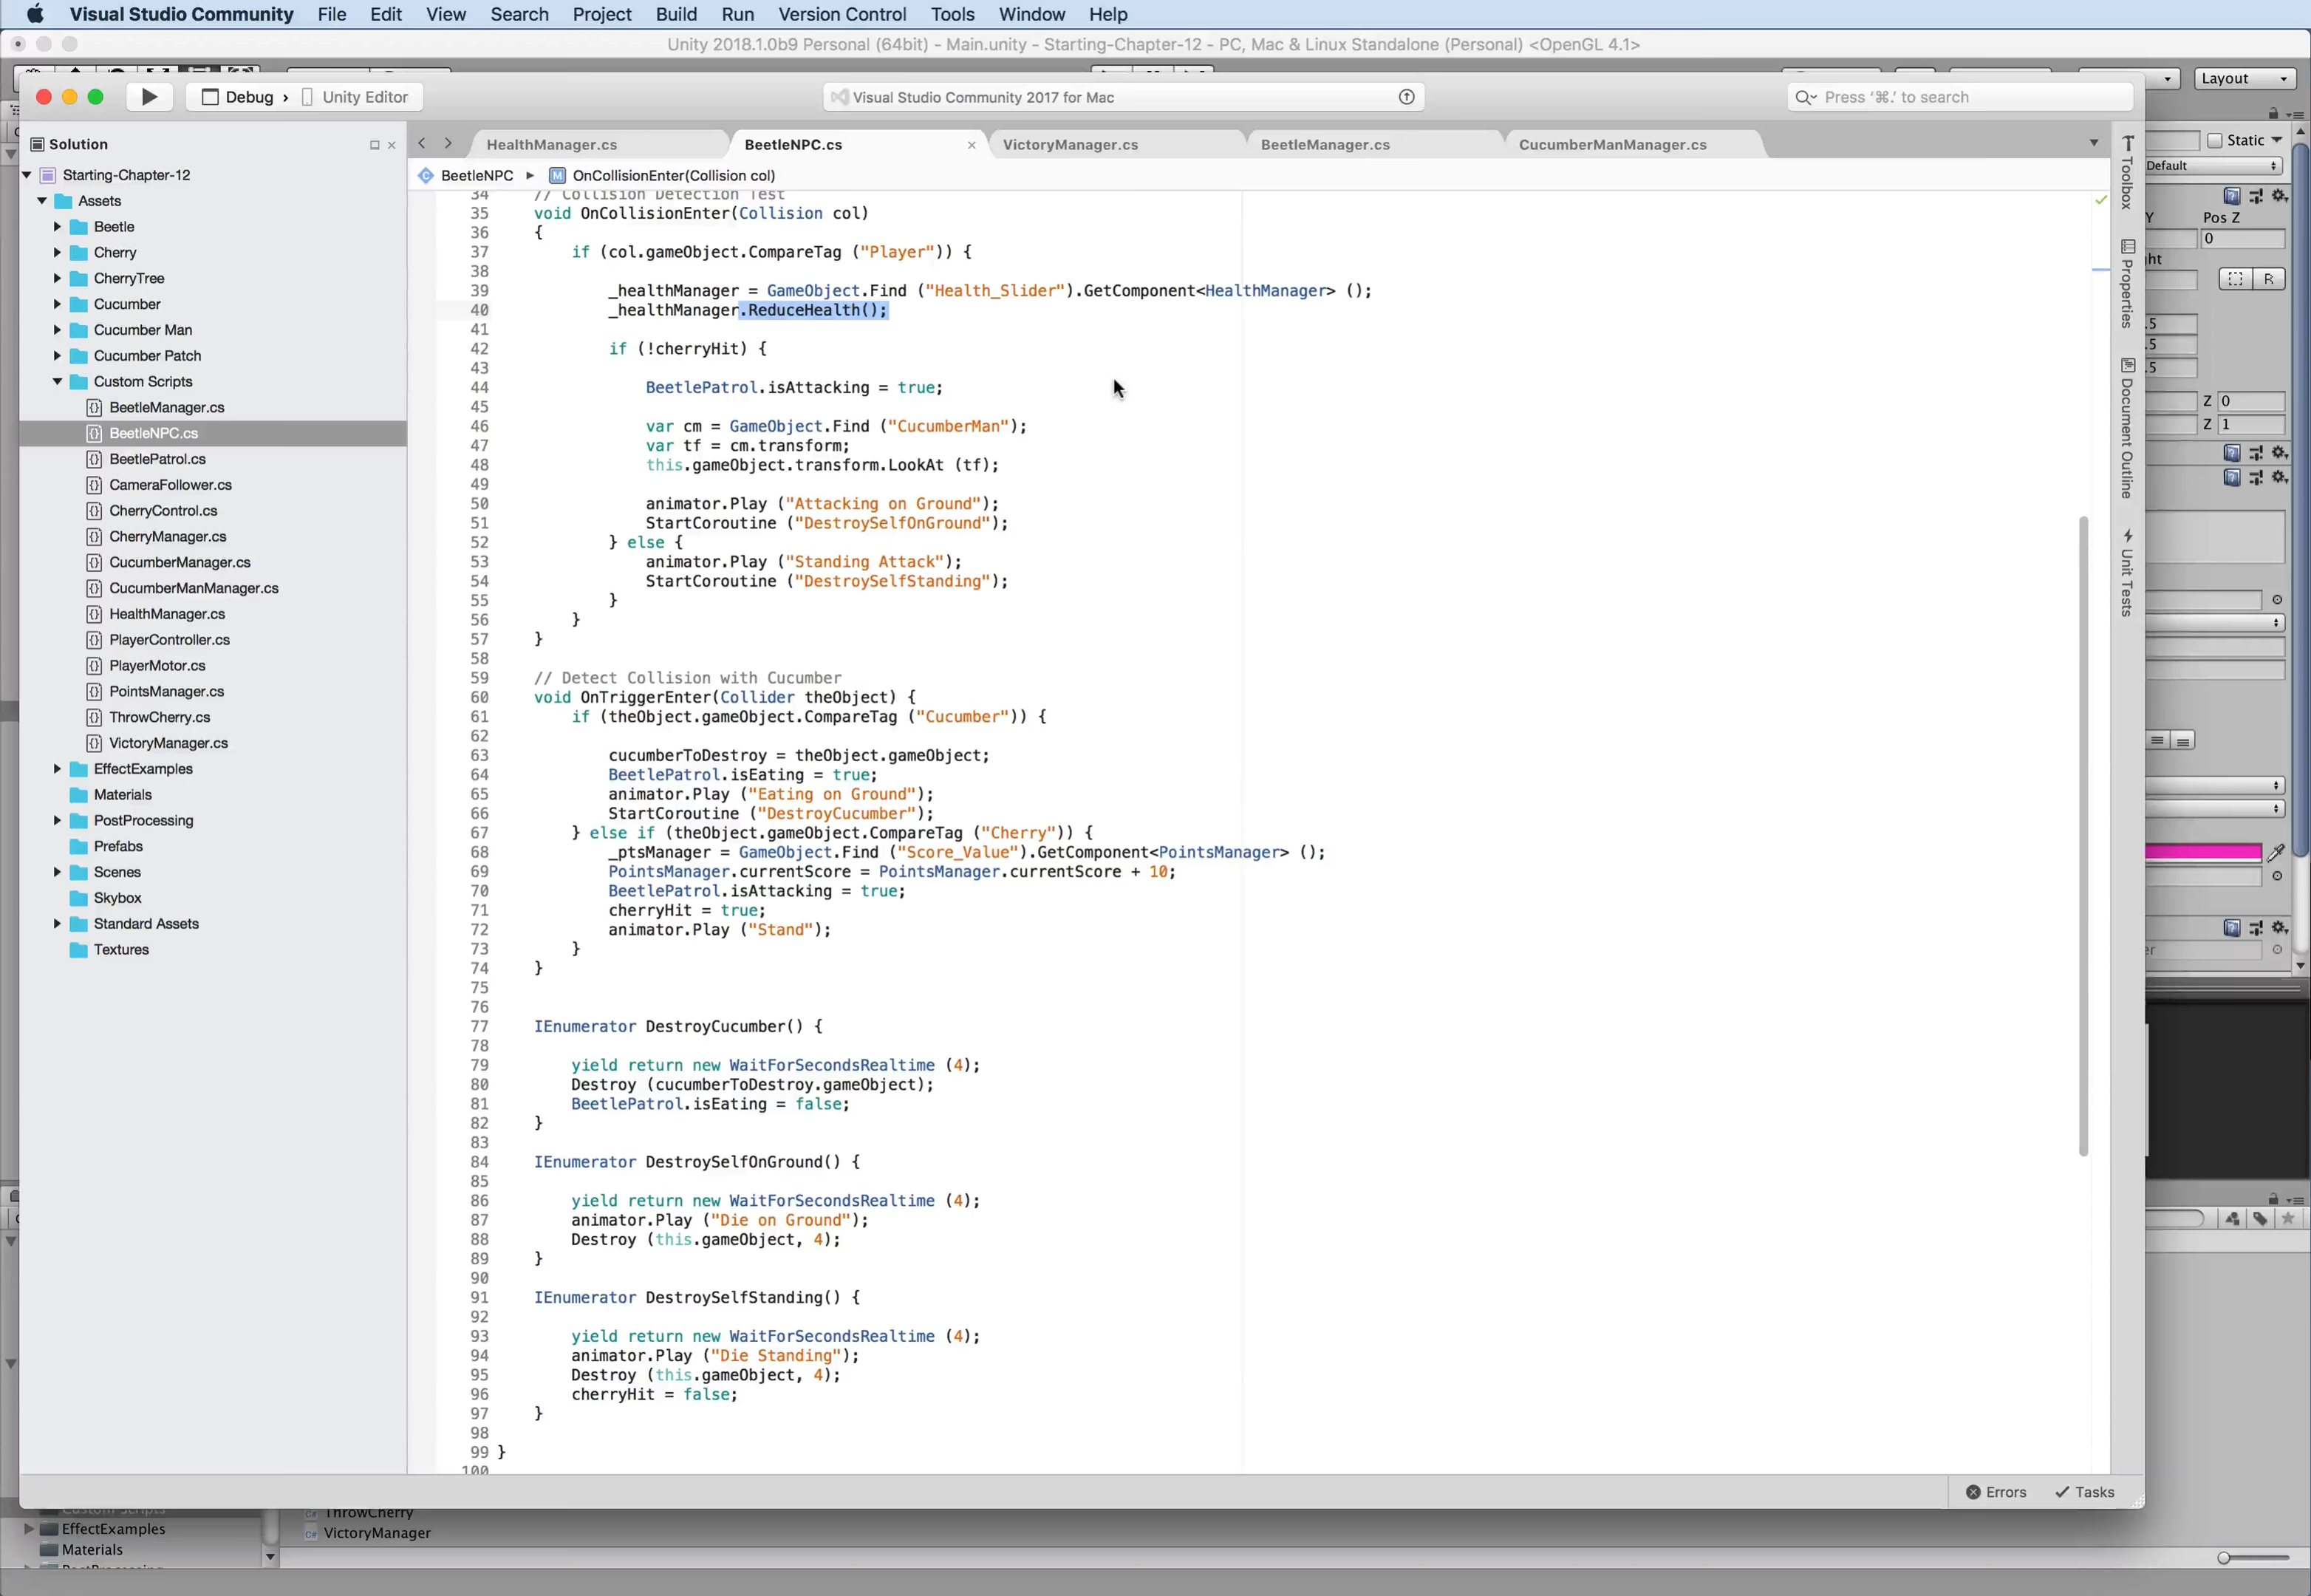 Visual Studio Community File Edit View Search Project Build Run Version Control Tools Window Help
Unity 2018.1.0b9 Personal (64bit) - Main.unity - Starting-Chapter-12 - PC, Mac & Linux Standalone (Personal) <OpenGL 4.1>
Layout
Debug › Unity Editor
Visual Studio Community 2017 for Mac
Press ‘⌘.’ to search
Solution
Starting-Chapter-12
Assets
Beetle
Cherry
CherryTree
Cucumber
Cucumber Man
Cucumber Patch
Custom Scripts
BeetleManager.cs
BeetleNPC.cs
BeetlePatrol.cs
CameraFollower.cs
CherryControl.cs
CherryManager.cs
CucumberManager.cs
CucumberManManager.cs
HealthManager.cs
PlayerController.cs
PlayerMotor.cs
PointsManager.cs
ThrowCherry.cs
VictoryManager.cs
EffectExamples
Materials
PostProcessing
Prefabs
Scenes
Skybox
Standard Assets
Textures
HealthManager.cs BeetleNPC.cs × VictoryManager.cs BeetleManager.cs CucumberManManager.cs
BeetleNPC ▸ M OnCollisionEnter(Collision col)
34 // Collision Detection Test
35 void OnCollisionEnter(Collision col)
36 {
37 if (col.gameObject.CompareTag ("Player")) {
38
39 _healthManager = GameObject.Find ("Health_Slider").GetComponent<HealthManager> ();
40 _healthManager.ReduceHealth();
41
42 if (!cherryHit) {
43
44 BeetlePatrol.isAttacking = true;
45
46 var cm = GameObject.Find ("CucumberMan");
47 var tf = cm.transform;
48 this.gameObject.transform.LookAt (tf);
49
50 animator.Play ("Attacking on Ground");
51 StartCoroutine ("DestroySelfOnGround");
52 } else {
53 animator.Play ("Standing Attack");
54 StartCoroutine ("DestroySelfStanding");
55 }
56 }
57 }
58
59 // Detect Collision with Cucumber
60 void OnTriggerEnter(Collider theObject) {
61 if (theObject.gameObject.CompareTag ("Cucumber")) {
62
63 cucumberToDestroy = theObject.gameObject;
64 BeetlePatrol.isEating = true;
65 animator.Play ("Eating on Ground");
66 StartCoroutine ("DestroyCucumber");
67 } else if (theObject.gameObject.CompareTag ("Cherry")) {
68 _ptsManager = GameObject.Find ("Score_Value").GetComponent<PointsManager> ();
69 PointsManager.currentScore = PointsManager.currentScore + 10;
70 BeetlePatrol.isAttacking = true;
71 cherryHit = true;
72 animator.Play ("Stand");
73 }
74 }
75
76
77 IEnumerator DestroyCucumber() {
78
79 yield return new WaitForSecondsRealtime (4);
80 Destroy (cucumberToDestroy.gameObject);
81 BeetlePatrol.isEating = false;
82 }
83
84 IEnumerator DestroySelfOnGround() {
85
86 yield return new WaitForSecondsRealtime (4);
87 animator.Play ("Die on Ground");
88 Destroy (this.gameObject, 4);
89 }
90
91 IEnumerator DestroySelfStanding() {
92
93 yield return new WaitForSecondsRealtime (4);
94 animator.Play ("Die Standing");
95 Destroy (this.gameObject, 4);
96 cherryHit = false;
97 }
98
99 }
100
Toolbox
Properties
Document Outline
Unit Tests
Static
Default
Y Pos Z
0
R
.5
.5
.5
Z 0
Z 1
Errors Tasks
Custom Scripts
EffectExamples
Materials
ThrowCherry
VictoryManager